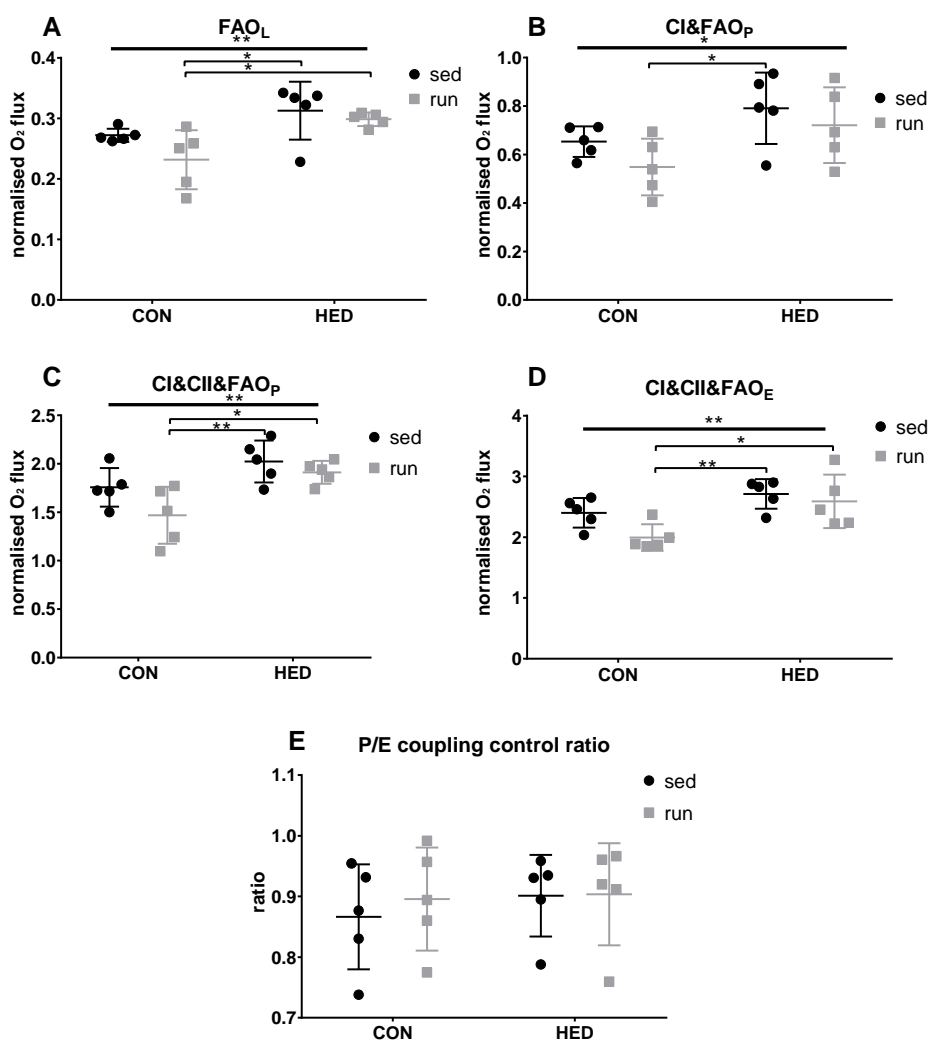 A
FAOL
**
*
*
sed
run
normalised O2 flux
0.4
0.3
0.2
0.1
0.0
CON HED
B
CI&FAOP
*
*
sed
run
normalised O2 flux
1.0
0.8
0.6
0.4
0.2
0.0
CON HED
C
CI&CII&FAOP
**
*
**
sed
run
normalised O2 flux
2.5
2.0
1.5
1.0
0.5
0.0
CON HED
D
CI&CII&FAOE
**
*
**
sed
run
normalised O2 flux
4
3
2
1
0
CON HED
E
P/E coupling control ratio
sed
run
ratio
1.1
1.0
0.9
0.8
0.7
CON HED